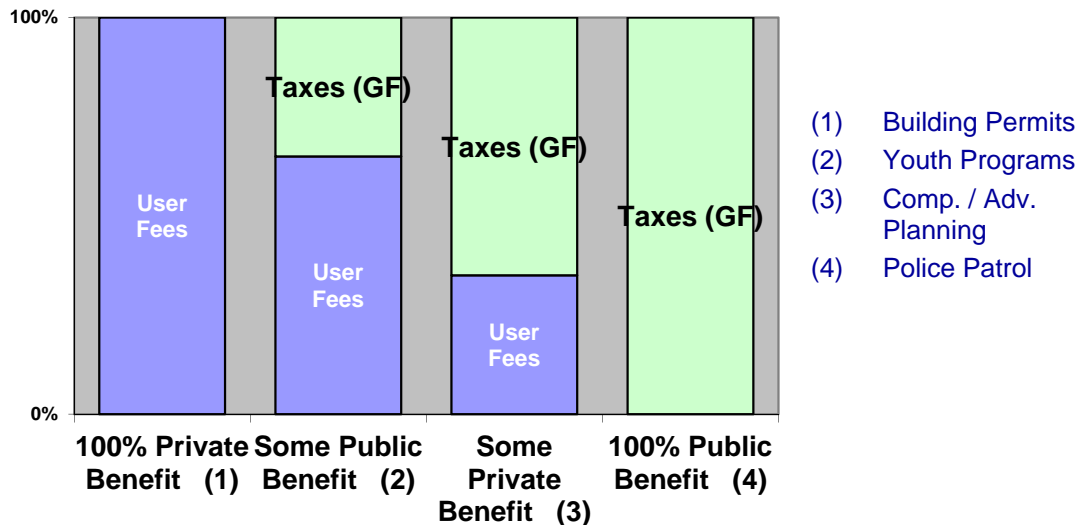 100%
Taxes (GF)
Taxes (GF)
User
Fees
Taxes (GF)
User
Fees
User
Fees
0%
100% Private
Benefit (1)
Some Public
Benefit (2)
Some
Private
Benefit (3)
100% Public
Benefit (4)
(1) Building Permits
(2) Youth Programs
(3) Comp. / Adv.
Planning
(4) Police Patrol